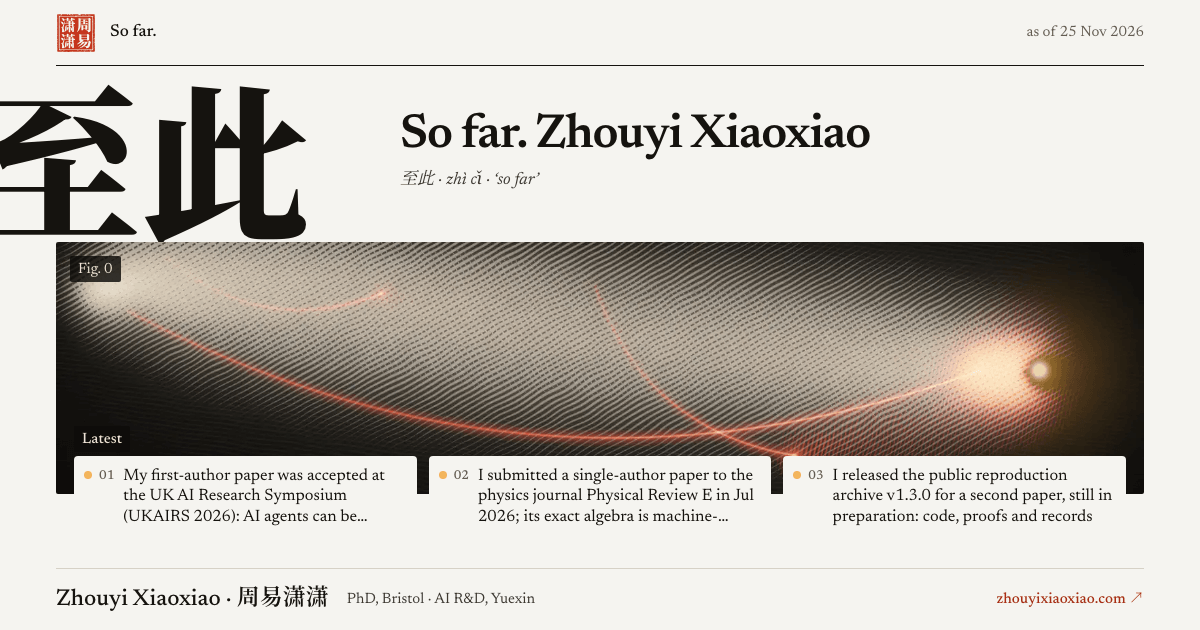 周易
潇潇
So far.
as of 25 Nov 2026
至此
So far. Zhouyi Xiaoxiao
至此 · zhì cǐ · ‘so far’
Fig. 0
Latest
01 My first-author paper was accepted at
the UK AI Research Symposium
(UKAIRS 2026): AI agents can be…
02 I submitted a single-author paper to the
physics journal Physical Review E in Jul
2026; its exact algebra is machine-…
03 I released the public reproduction
archive v1.3.0 for a second paper, still in
preparation: code, proofs and records
Zhouyi Xiaoxiao · 周易潇潇
PhD, Bristol · AI R&D, Yuexin
zhouyixiaoxiao.com ↗